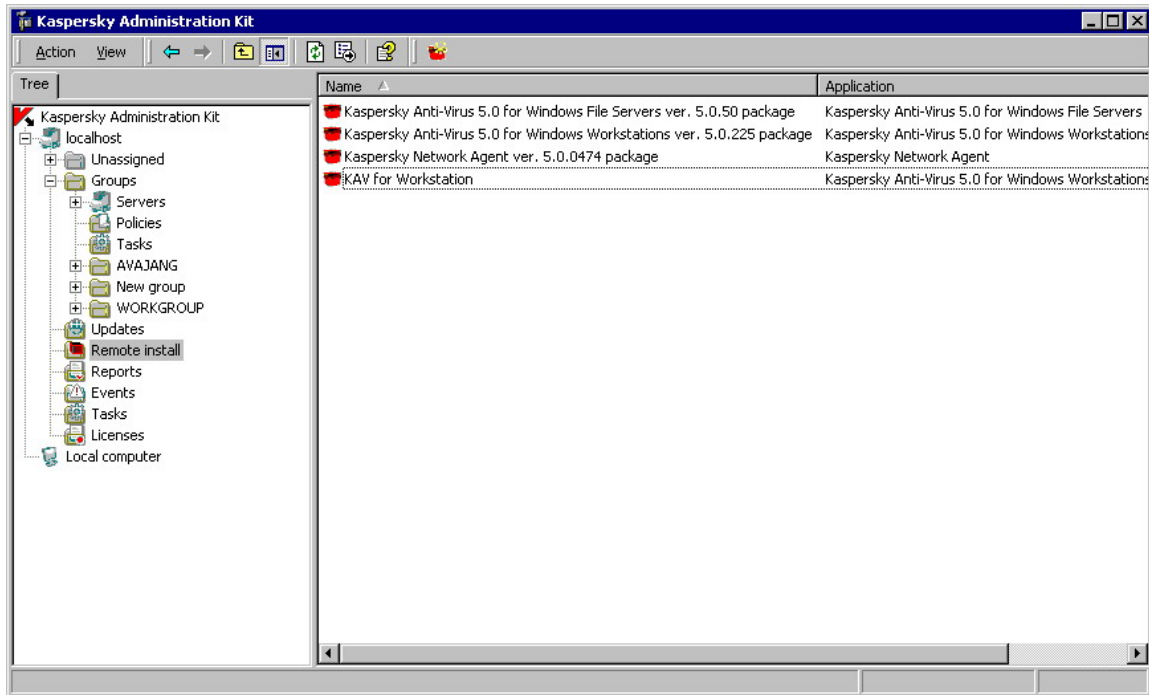 Kaspersky Administration Kit
Action View
Tree
Name Application
Kaspersky Administration Kit
localhost
Unassigned
Groups
Servers
Policies
Tasks
AVAJANG
New group
WORKGROUP
Updates
Remote install
Reports
Events
Tasks
Licenses
Local computer
Kaspersky Anti-Virus 5.0 for Windows File Servers ver. 5.0.50 package Kaspersky Anti-Virus 5.0 for Windows File Servers
Kaspersky Anti-Virus 5.0 for Windows Workstations ver. 5.0.225 package Kaspersky Anti-Virus 5.0 for Windows Workstations
Kaspersky Network Agent ver. 5.0.0474 package Kaspersky Network Agent
KAV for Workstation Kaspersky Anti-Virus 5.0 for Windows Workstations